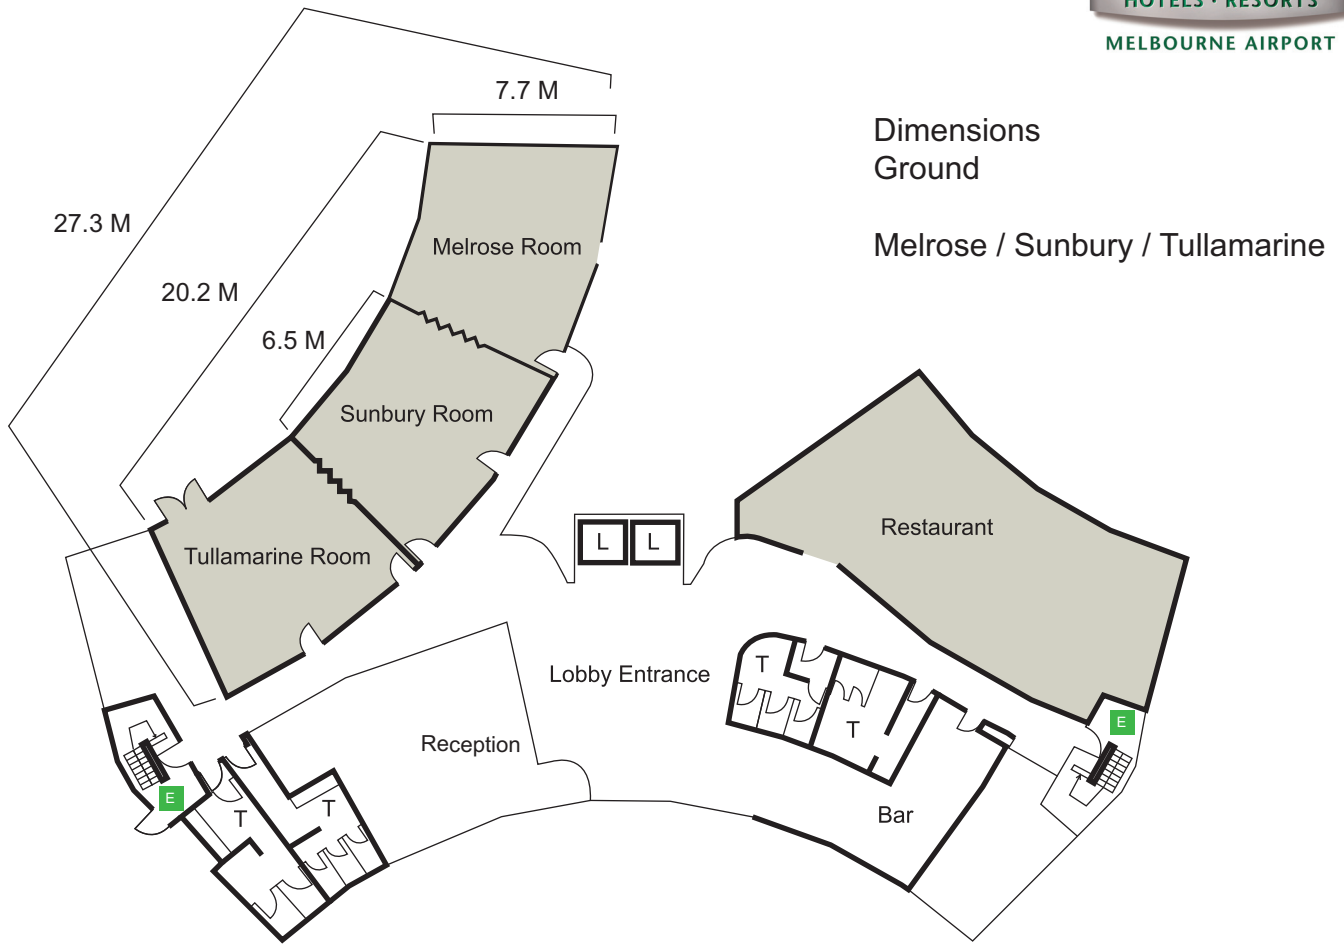 HOTELS • RESORTS
MELBOURNE AIRPORT
7.7 M
Dimensions
Ground
27.3 M
Melrose / Sunbury / Tullamarine
Melrose Room
20.2 M
6.5 M
Sunbury Room
Restaurant
L L
Tullamarine Room
T
Lobby Entrance
E
T
Reception
E
T
T
Bar